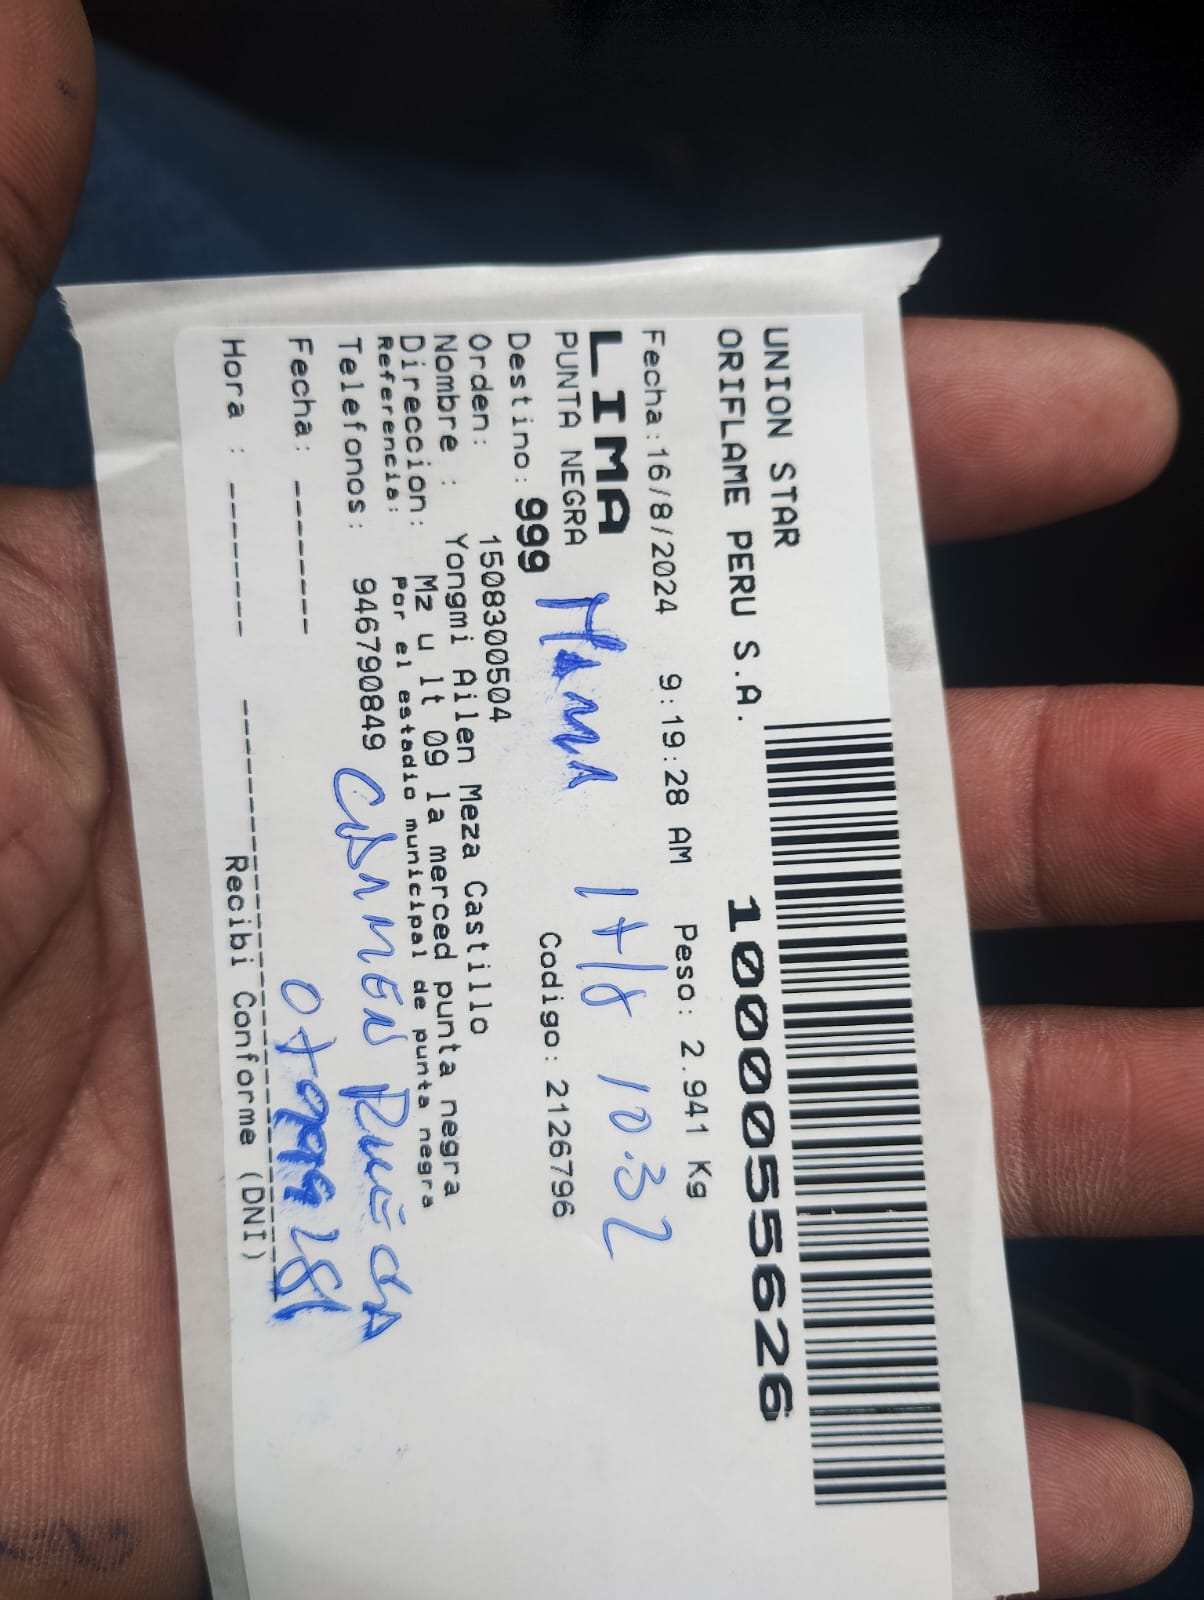 UNION STAR
ORIFLAME PERU S.A. 10000555626
Fecha:16/8/2024 9:19:28 AM Peso: 2.941 Kg
LIMA
PUNTA NEGRA 17/8 10.32
Destino: 999 MAMA Codigo: 2126796
Orden: 1508300504
Nombre : Yongmi Ailen Meza Castillo
Direccion: Mz u lt 09 la merced punta negra
Referencia: Por el estadio municipal de punta negra
Telefonos: 946790849 CARMEN
Fecha: -------
Hora : ------- Recibi Conforme (DNI)